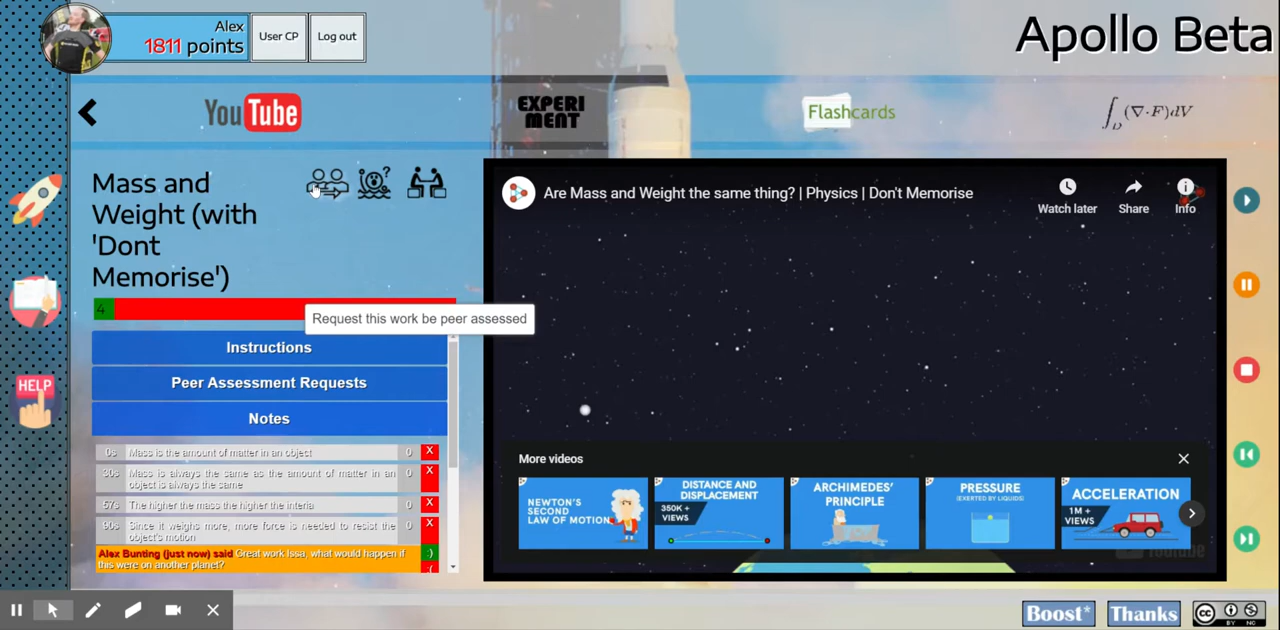 Alex
1811 points
User CP
Log out
Apollo Beta
YouTube
EXPERI
MENT
Flashcards
∫D (∇·F)dV
Mass and
Weight (with
'Dont
Memorise')
4
Request this work be peer assessed
Instructions
Peer Assessment Requests
Notes
0s Mass is the amount of matter in an object 0 X
30s Mass is always the same as the amount of matter in an 0 X
object is always the same
57s The higher the mass the higher the interia 0 X
90s Since it weighs more, more force is needed to resist the 0 X
object's motion
Alex Bunting (just now) said Great work Issa, what would happen if :)
this were on another planet? :(
HELP
Are Mass and Weight the same thing? | Physics | Don't Memorise
Watch later
Share
Info
More videos
NEWTON'S
SECOND
LAW OF MOTION
DISTANCE AND
DISPLACEMENT
350K +
VIEWS
ARCHIMEDES'
PRINCIPLE
PRESSURE
(EXERTED BY LIQUIDS)
ACCELERATION
1M +
VIEWS
YouTube
Boost*
Thanks
CC
BY NC